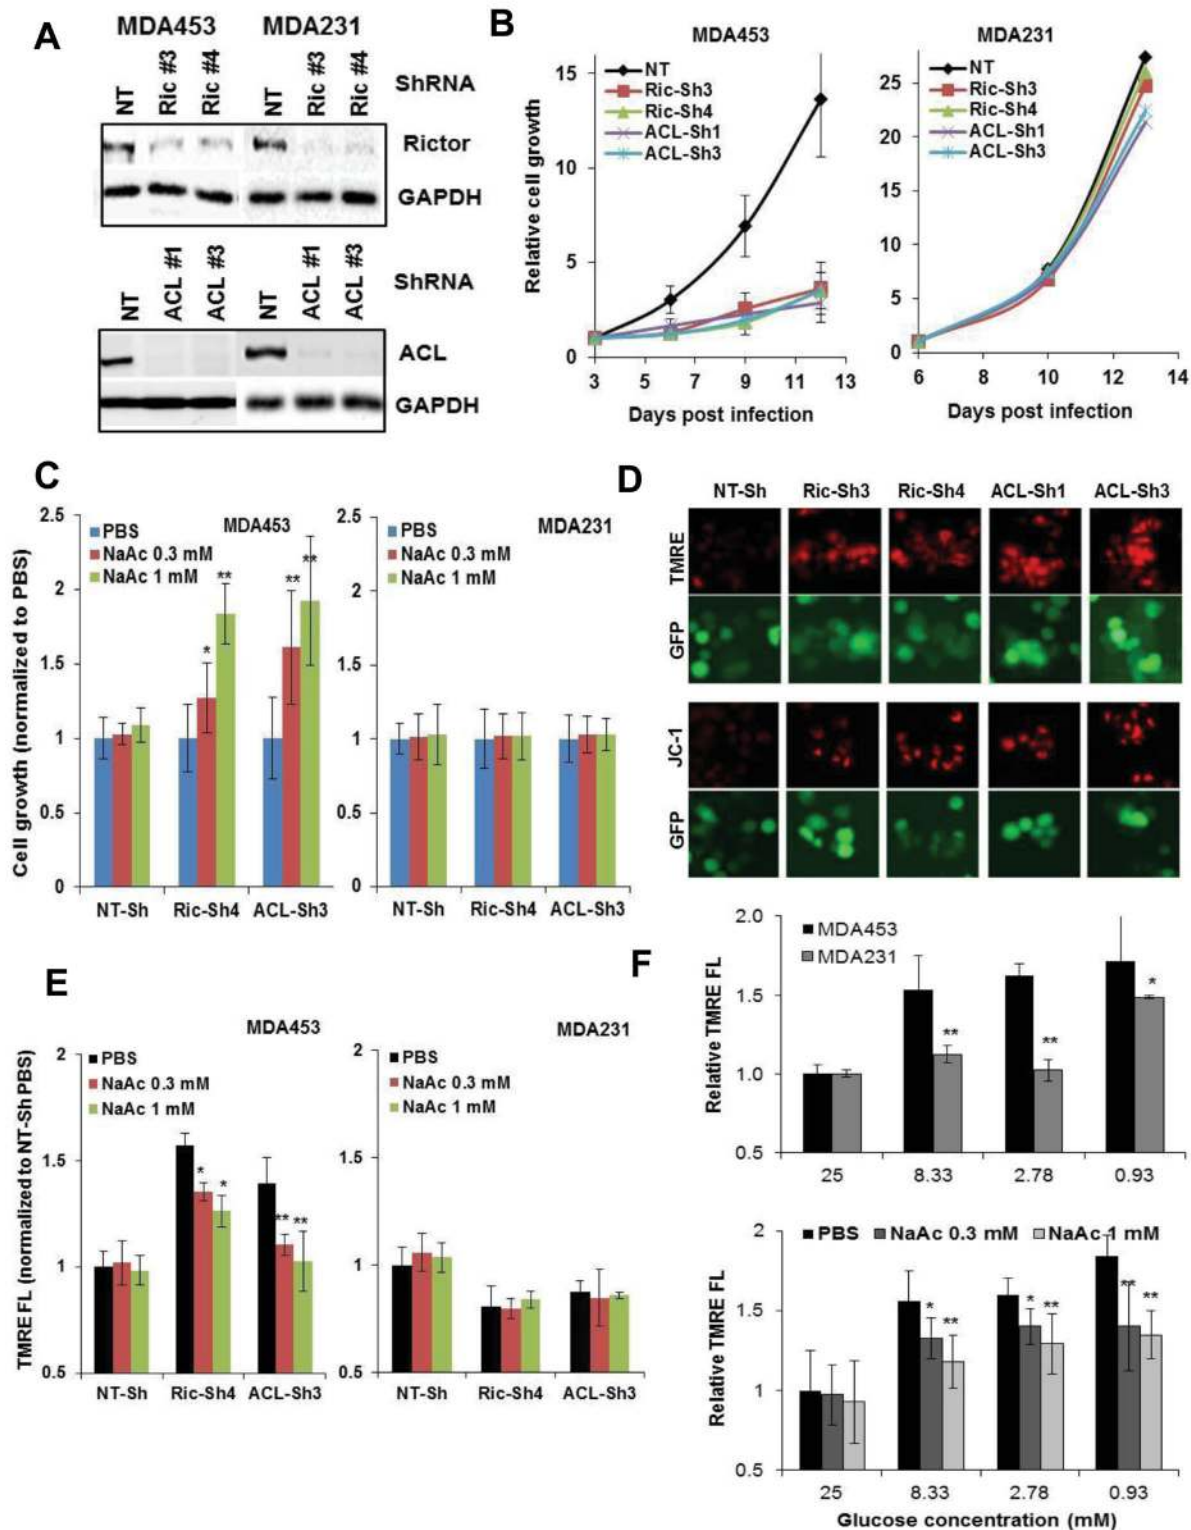 A
MDA453
MDA231
NT
Ric #3
Ric #4
NT
Ric #3
Ric #4
ShRNA
Rictor
GAPDH
NT
ACL #1
ACL #3
NT
ACL #1
ACL #3
ShRNA
ACL
GAPDH
B
MDA453
NT
Ric-Sh3
Ric-Sh4
ACL-Sh1
ACL-Sh3
Relative cell growth
15
10
5
0
3
5
7
9
11
13
Days post infection
MDA231
NT
Ric-Sh3
Ric-Sh4
ACL-Sh1
ACL-Sh3
25
20
15
10
5
0
6
8
10
12
14
Days post infection
C
Cell growth (normalized to PBS)
2.5
2
1.5
1
0.5
0
PBS
NaAc 0.3 mM
NaAc 1 mM
MDA453
*
**
**
**
NT-Sh
Ric-Sh4
ACL-Sh3
2.5
2
1.5
1
0.5
0
PBS
NaAc 0.3 mM
NaAc 1 mM
MDA231
NT-Sh
Ric-Sh4
ACL-Sh3
D
NT-Sh
Ric-Sh3
Ric-Sh4
ACL-Sh1
ACL-Sh3
TMRE
GFP
JC-1
GFP
E
TMRE FL (normalized to NT-Sh PBS)
2
1.5
1
0.5
MDA453
PBS
NaAc 0.3 mM
NaAc 1 mM
*
*
**
**
NT-Sh
Ric-Sh4
ACL-Sh3
2
1.5
1
0.5
MDA231
PBS
NaAc 0.3 mM
NaAc 1 mM
NT-Sh
Ric-Sh4
ACL-Sh3
F
Relative TMRE FL
2.0
1.5
1.0
0.5
MDA453
MDA231
**
**
*
25
8.33
2.78
0.93
Relative TMRE FL
2
1.5
1
0.5
PBS
NaAc 0.3 mM
NaAc 1 mM
*
**
*
**
**
**
25
8.33
2.78
0.93
Glucose concentration (mM)